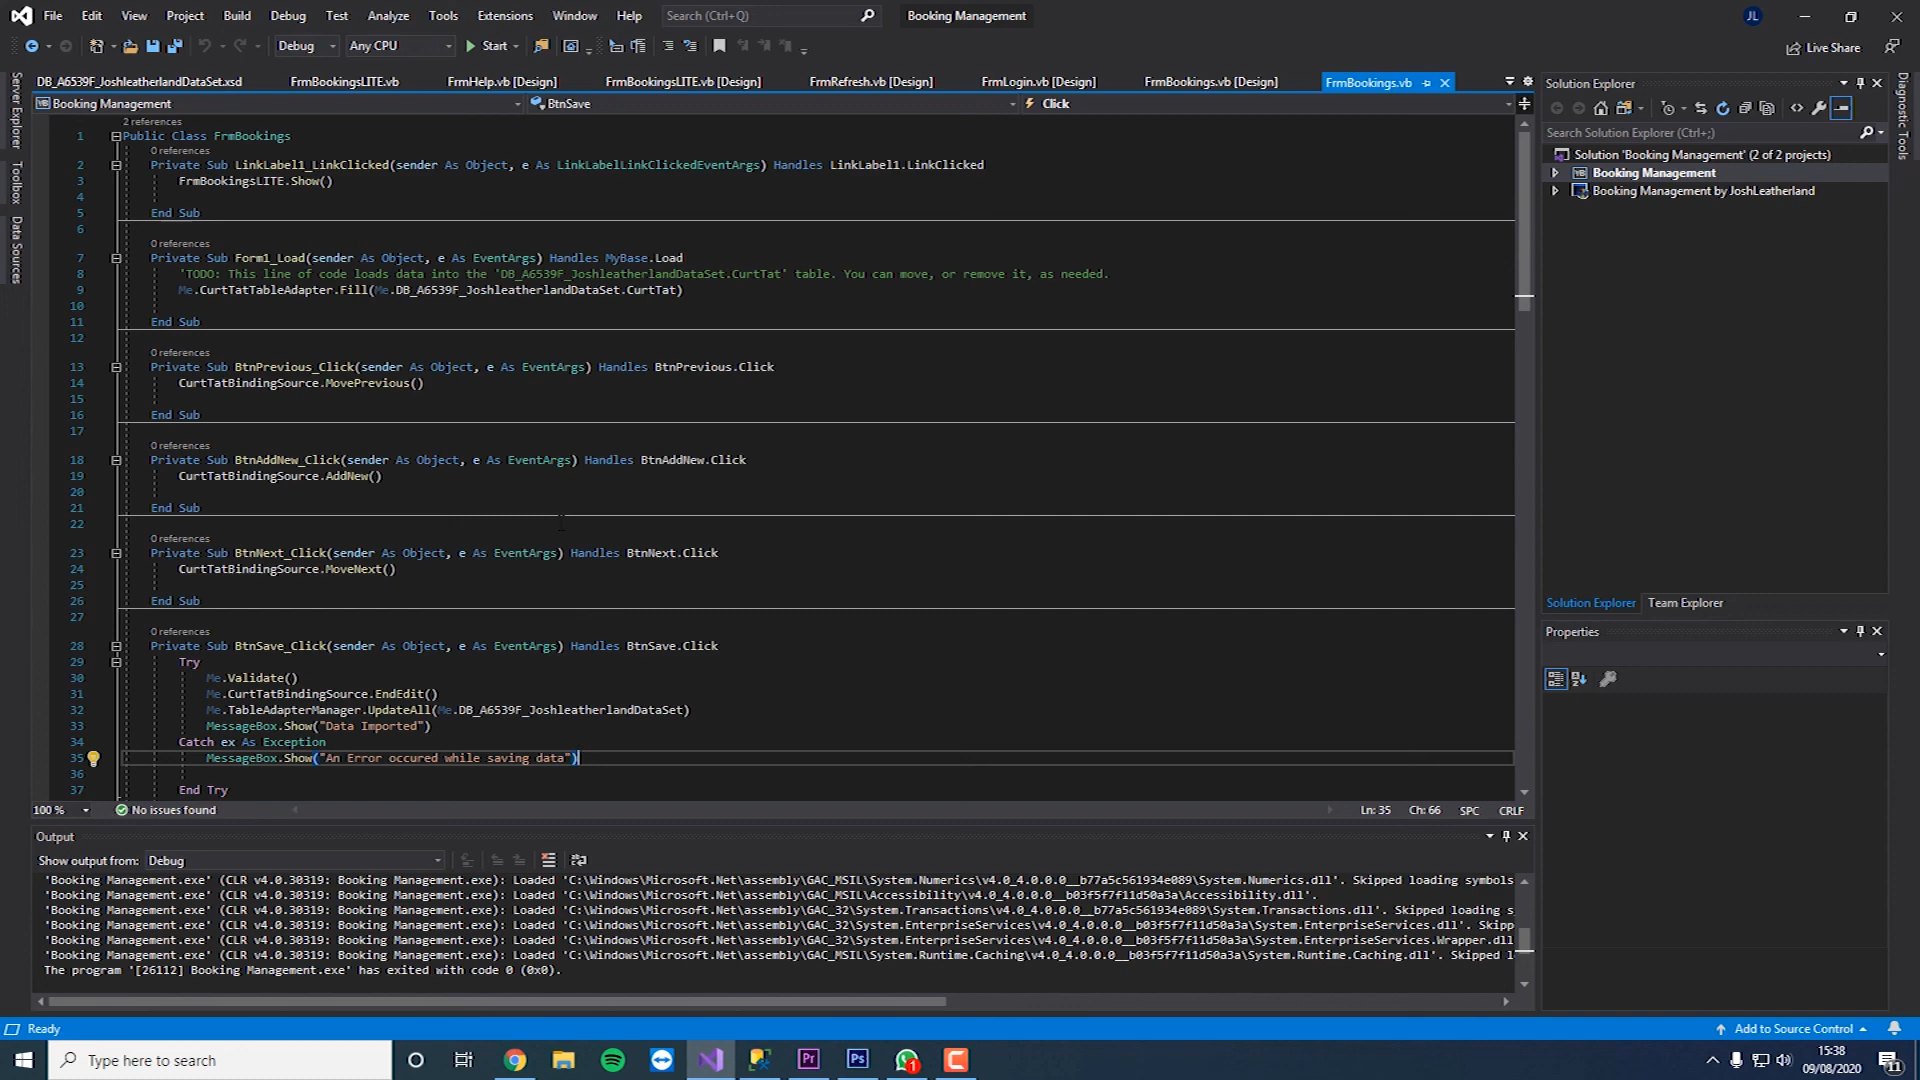 File Edit View Project Build Debug Test Analyze Tools Extensions Window Help Search (Ctrl+Q) Booking Management JL
Debug Any CPU Start Live Share
DB_A6539F_JoshleatherlandDataSet.xsd FrmBookingsLITE.vb FrmHelp.vb [Design] FrmBookingsLITE.vb [Design] FrmRefresh.vb [Design] FrmLogin.vb [Design] FrmBookings.vb [Design] FrmBookings.vb
Booking Management BtnSave Click
Server Explorer
Toolbox
Data Sources
2 references
1 Public Class FrmBookings
0 references
2 Private Sub LinkLabel1_LinkClicked(sender As Object, e As LinkLabelLinkClickedEventArgs) Handles LinkLabel1.LinkClicked
3 FrmBookingsLITE.Show()
4
5 End Sub
6
0 references
7 Private Sub Form1_Load(sender As Object, e As EventArgs) Handles MyBase.Load
8 'TODO: This line of code loads data into the 'DB_A6539F_JoshleatherlandDataSet.CurtTat' table. You can move, or remove it, as needed.
9 Me.CurtTatTableAdapter.Fill(Me.DB_A6539F_JoshleatherlandDataSet.CurtTat)
10
11 End Sub
12
0 references
13 Private Sub BtnPrevious_Click(sender As Object, e As EventArgs) Handles BtnPrevious.Click
14 CurtTatBindingSource.MovePrevious()
15
16 End Sub
17
0 references
18 Private Sub BtnAddNew_Click(sender As Object, e As EventArgs) Handles BtnAddNew.Click
19 CurtTatBindingSource.AddNew()
20
21 End Sub
22
0 references
23 Private Sub BtnNext_Click(sender As Object, e As EventArgs) Handles BtnNext.Click
24 CurtTatBindingSource.MoveNext()
25
26 End Sub
27
0 references
28 Private Sub BtnSave_Click(sender As Object, e As EventArgs) Handles BtnSave.Click
29 Try
30 Me.Validate()
31 Me.CurtTatBindingSource.EndEdit()
32 Me.TableAdapterManager.UpdateAll(Me.DB_A6539F_JoshleatherlandDataSet)
33 MessageBox.Show("Data Imported")
34 Catch ex As Exception
35 MessageBox.Show("An Error occured while saving data")
36
37 End Try
100 % No issues found Ln: 35 Ch: 66 SPC CRLF
Output
Show output from: Debug
'Booking Management.exe' (CLR v4.0.30319: Booking Management.exe): Loaded 'C:\Windows\Microsoft.Net\assembly\GAC_MSIL\System.Numerics\v4.0_4.0.0.0__b77a5c561934e089\System.Numerics.dll'. Skipped loading symbols
'Booking Management.exe' (CLR v4.0.30319: Booking Management.exe): Loaded 'C:\Windows\Microsoft.Net\assembly\GAC_MSIL\Accessibility\v4.0_4.0.0.0__b03f5f7f11d50a3a\Accessibility.dll'.
'Booking Management.exe' (CLR v4.0.30319: Booking Management.exe): Loaded 'C:\Windows\Microsoft.Net\assembly\GAC_32\System.Transactions\v4.0_4.0.0.0__b77a5c561934e089\System.Transactions.dll'. Skipped loading s
'Booking Management.exe' (CLR v4.0.30319: Booking Management.exe): Loaded 'C:\Windows\Microsoft.Net\assembly\GAC_32\System.EnterpriseServices\v4.0_4.0.0.0__b03f5f7f11d50a3a\System.EnterpriseServices.dll'. Skipp
'Booking Management.exe' (CLR v4.0.30319: Booking Management.exe): Loaded 'C:\Windows\Microsoft.Net\assembly\GAC_32\System.EnterpriseServices\v4.0_4.0.0.0__b03f5f7f11d50a3a\System.EnterpriseServices.Wrapper.dll
'Booking Management.exe' (CLR v4.0.30319: Booking Management.exe): Loaded 'C:\Windows\Microsoft.Net\assembly\GAC_MSIL\System.Runtime.Caching\v4.0_4.0.0.0__b03f5f7f11d50a3a\System.Runtime.Caching.dll'. Skipped l
The program '[26112] Booking Management.exe' has exited with code 0 (0x0).
Solution Explorer
Search Solution Explorer (Ctrl+;)
Solution 'Booking Management' (2 of 2 projects)
Booking Management
Booking Management by JoshLeatherland
Solution Explorer Team Explorer
Properties
Diagnostic Tools
Ready Add to Source Control
Type here to search Pr Ps 1 15:38
09/08/2020 11